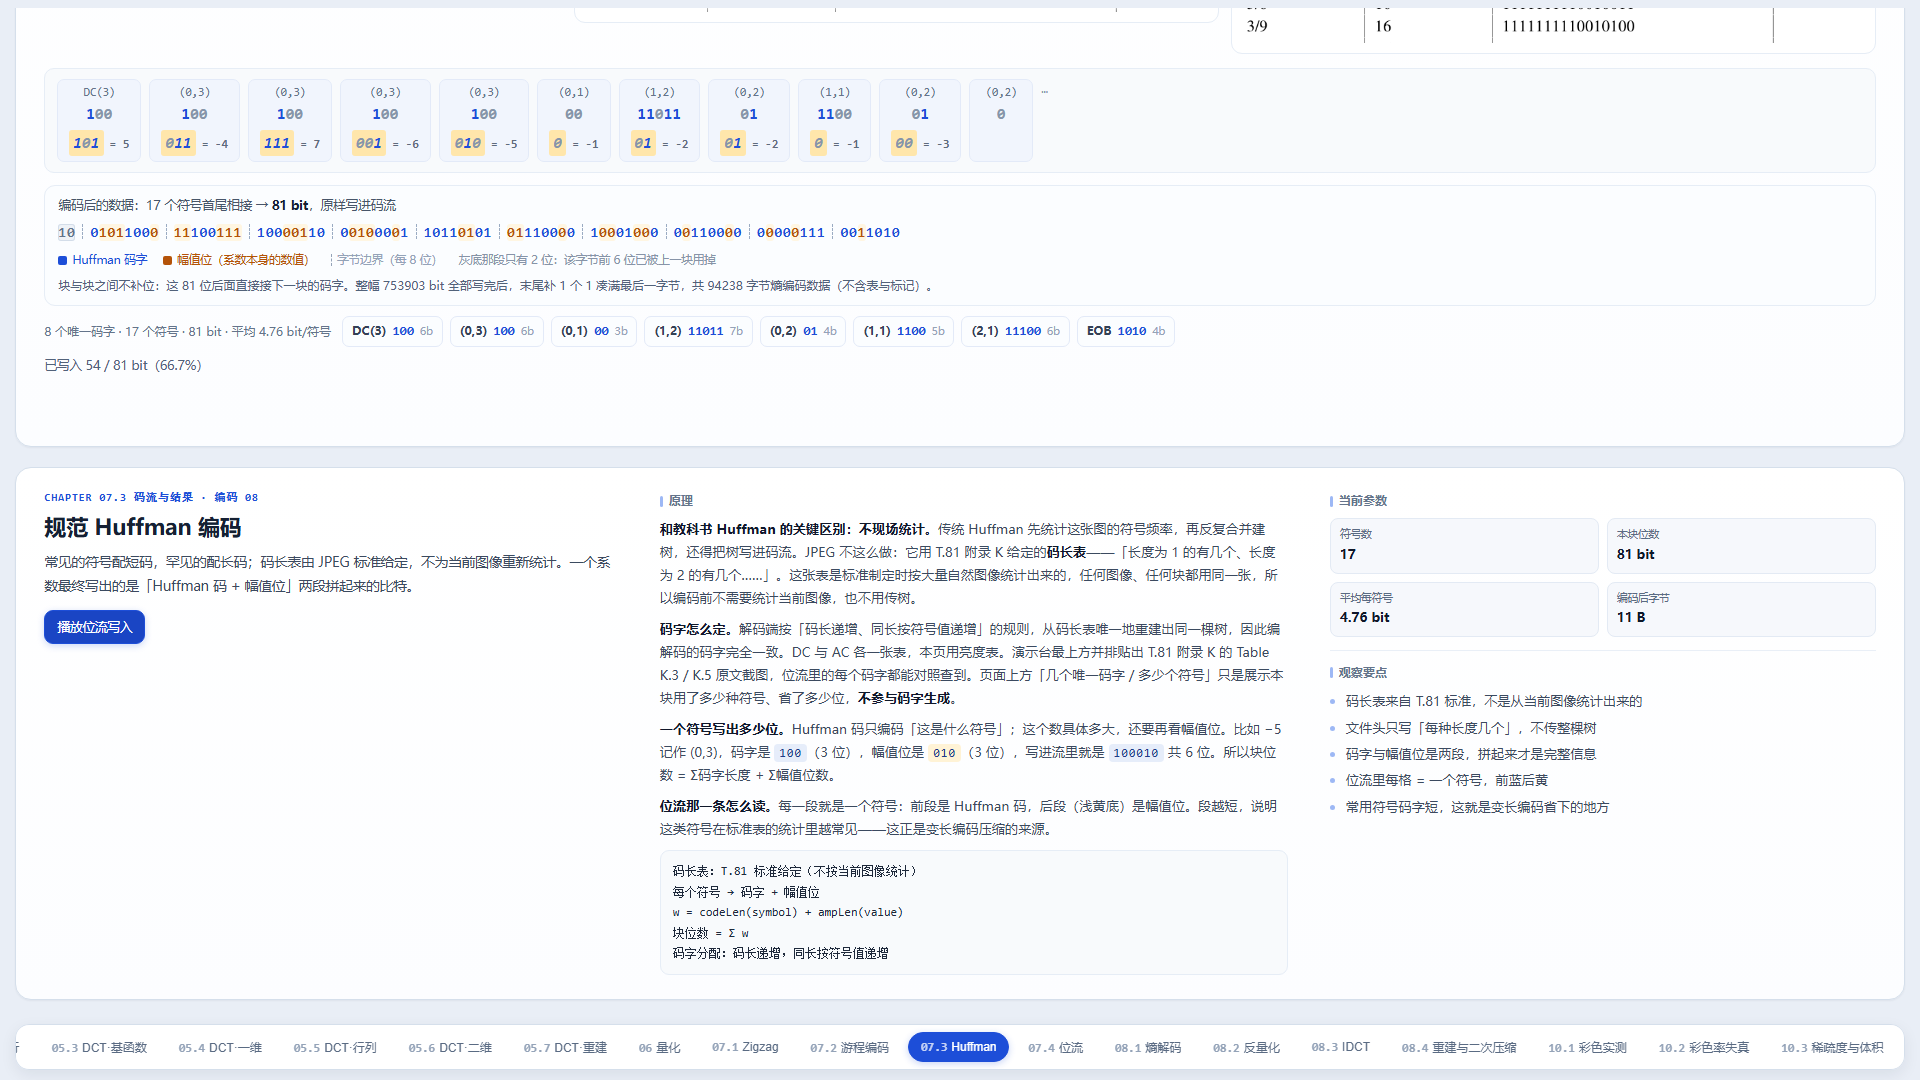 3/9 16 1111111110010100
DC(3) (0,3) (0,3) (0,3) (0,3) (0,1) (1,2) (0,2) (1,1) (0,2) (0,2) …
100 100 100 100 100 00 11011 01 1100 01 0
101 = 5 011 = -4 111 = 7 001 = -6 010 = -5 0 = -1 01 = -2 01 = -2 0 = -1 00 = -3
编码后的数据：17 个符号首尾相接 → 81 bit，原样写进码流
10 01011000 11100111 10000110 00100001 10110101 01110000 10001000 00110000 00000111 0011010
Huffman 码字 幅值位（系数本身的数值） 字节边界（每 8 位） 灰底那段只有 2 位：该字节前 6 位已被上一块用掉
块与块之间不补位：这 81 位后面直接接下一块的码字。整幅 753903 bit 全部写完后，末尾补 1 个 1 凑满最后一字节，共 94238 字节熵编码数据（不含表与标记）。
8 个唯一码字 · 17 个符号 · 81 bit · 平均 4.76 bit/符号 DC(3) 100 6b (0,3) 100 6b (0,1) 00 3b (1,2) 11011 7b (0,2) 01 4b (1,1) 1100 5b (2,1) 11100 6b EOB 1010 4b
已写入 54 / 81 bit（66.7%）
CHAPTER 07.3 码流与结果 · 编码 08
规范 Huffman 编码
常见的符号配短码，罕见的配长码；码长表由 JPEG 标准给定，不为当前图像重新统计。一个系
数最终写出的是「Huffman 码 + 幅值位」两段拼起来的比特。
播放位流写入
原理
和教科书 Huffman 的关键区别：不现场统计。传统 Huffman 先统计这张图的符号频率，再反复合并建
树，还得把树写进码流。JPEG 不这么做：它用 T.81 附录 K 给定的码长表——「长度为 1 的有几个、长度
为 2 的有几个……」。这张表是标准制定时按大量自然图像统计出来的，任何图像、任何块都用同一张，所
以编码前不需要统计当前图像，也不用传树。
码字怎么定。解码端按「码长递增、同长按符号值递增」的规则，从码长表唯一地重建出同一棵树，因此编
解码的码字完全一致。DC 与 AC 各一张表，本页用亮度表。演示台最上方并排贴出 T.81 附录 K 的 Table
K.3 / K.5 原文截图，位流里的每个码字都能对照查到。页面上方「几个唯一码字 / 多少个符号」只是展示本
块用了多少种符号、省了多少位，不参与码字生成。
一个符号写出多少位。Huffman 码只编码「这是什么符号」；这个数具体多大，还要再看幅值位。比如 −5
记作 (0,3)，码字是 100（3 位），幅值位是 010（3 位），写进流里就是 100010 共 6 位。所以块位
数 = Σ码字长度 + Σ幅值位数。
位流那一条怎么读。每一段就是一个符号：前段是 Huffman 码，后段（浅黄底）是幅值位。段越短，说明
这类符号在标准表的统计里越常见——这正是变长编码压缩的来源。
码长表：T.81 标准给定（不按当前图像统计）
每个符号 → 码字 + 幅值位
w = codeLen(symbol) + ampLen(value)
块位数 = Σ w
码字分配：码长递增，同长按符号值递增
当前参数
符号数
17
本块位数
81 bit
平均每符号
4.76 bit
编码后字节
11 B
观察要点
码长表来自 T.81 标准，不是从当前图像统计出来的
文件头只写「每种长度几个」，不传整棵树
码字与幅值位是两段，拼起来才是完整信息
位流里每格 = 一个符号，前蓝后黄
常用符号码字短，这就是变长编码省下的地方
05.3 DCT·基函数 05.4 DCT·一维 05.5 DCT·行列 05.6 DCT·二维 05.7 DCT·重建 06 量化 07.1 Zigzag 07.2 游程编码 07.3 Huffman 07.4 位流 08.1 熵解码 08.2 反量化 08.3 IDCT 08.4 重建与二次压缩 10.1 彩色实测 10.2 彩色率失真 10.3 稀疏度与体积